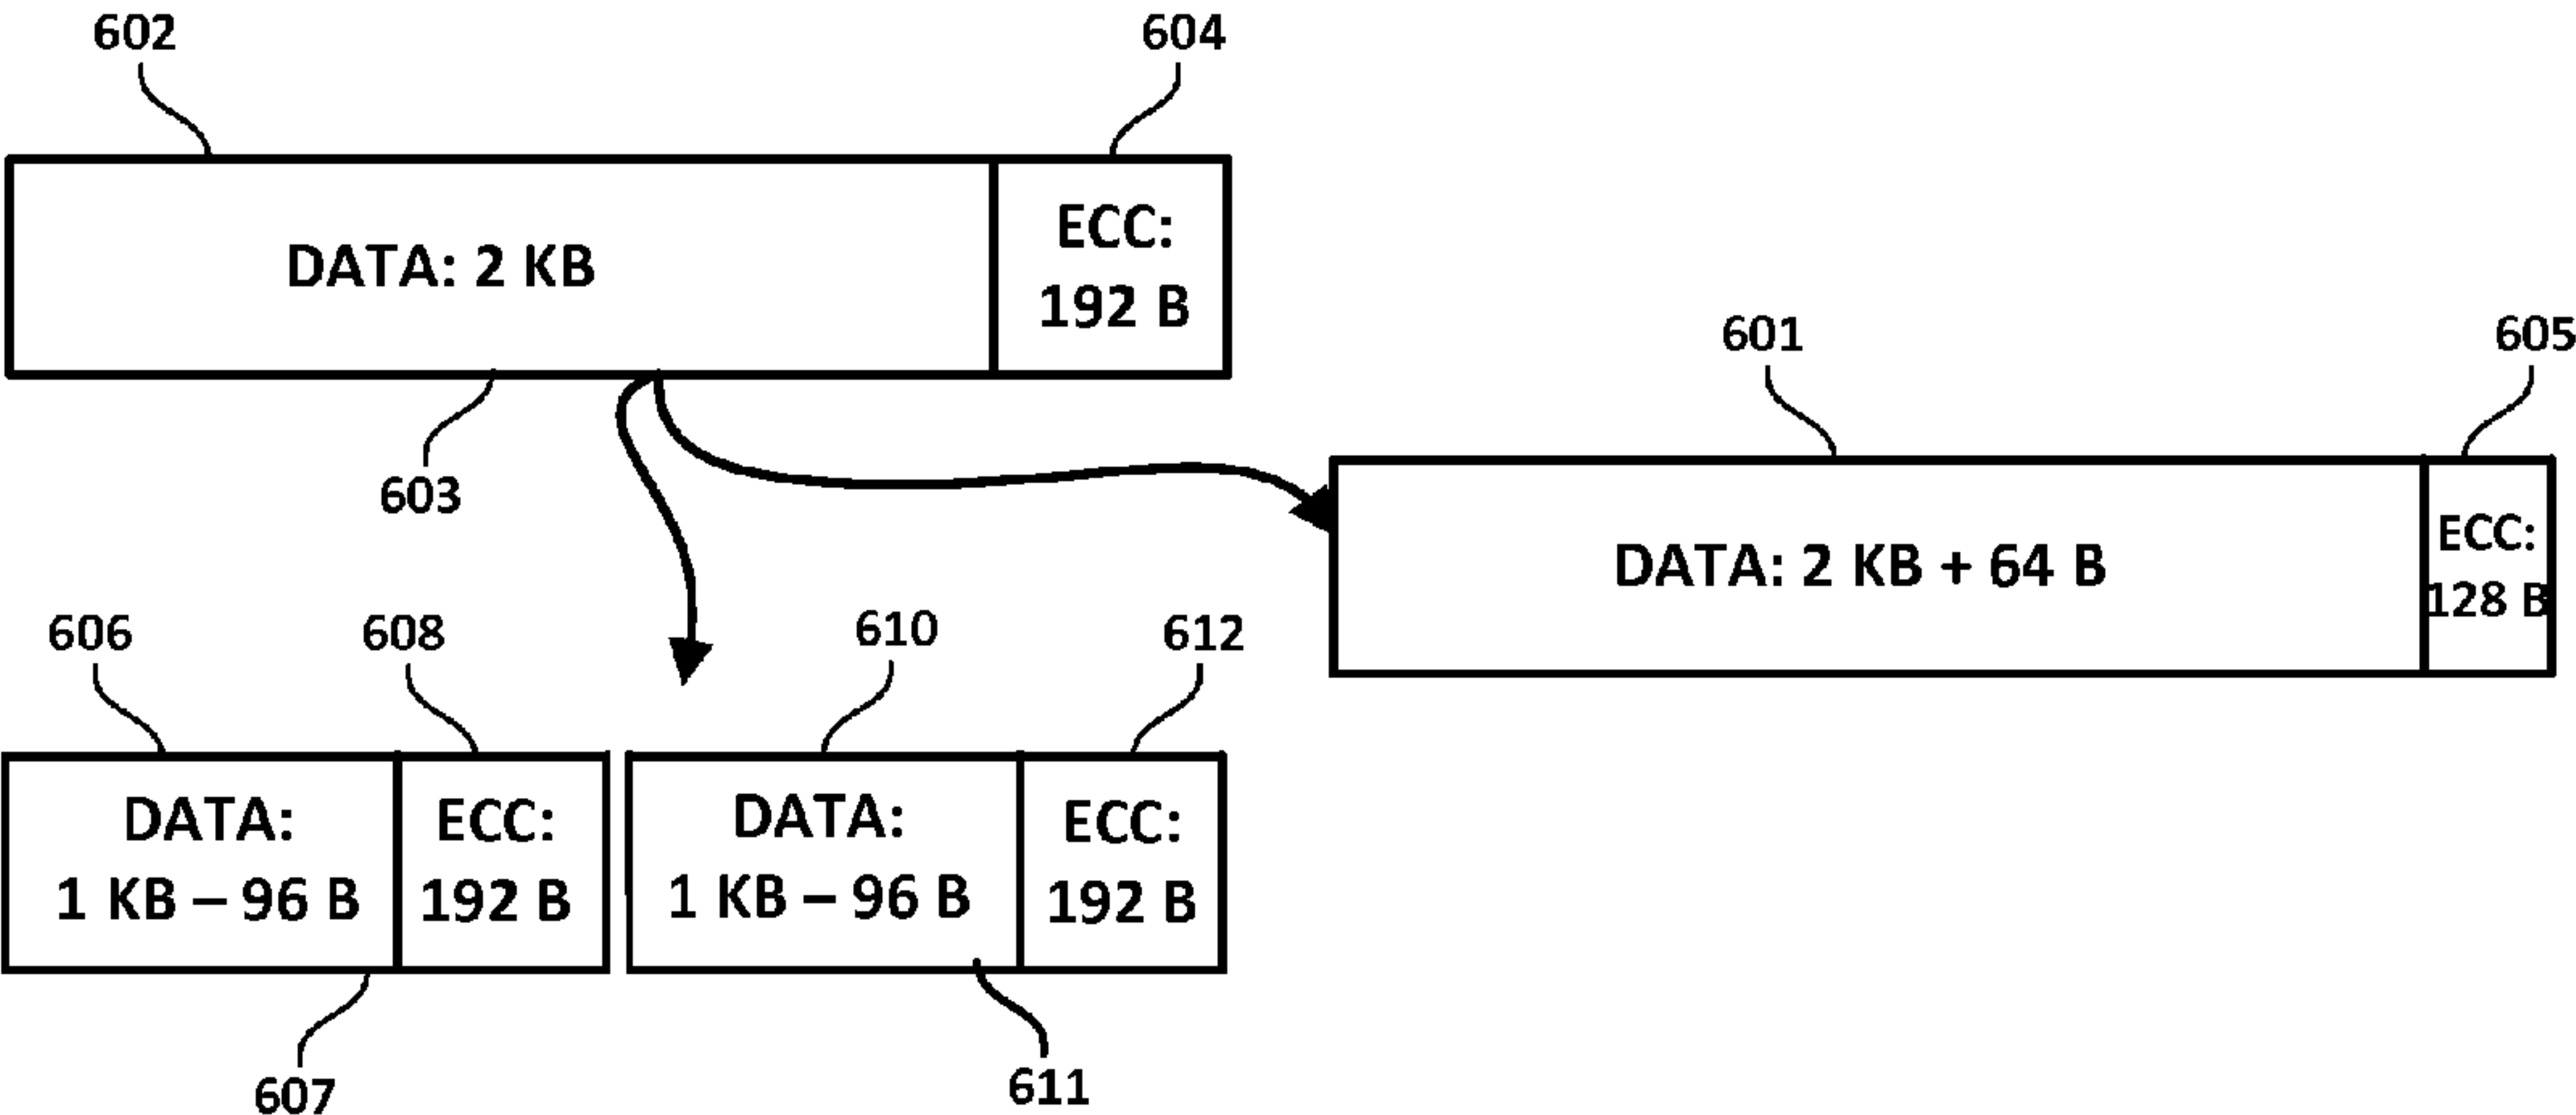 602
604
DATA: 2 KB
ECC:
192 B
603
601
605
DATA: 2 KB + 64 B
ECC:
128 B
606
608
610
612
DATA:
1 KB – 96 B
ECC:
192 B
DATA:
1 KB – 96 B
ECC:
192 B
607
611